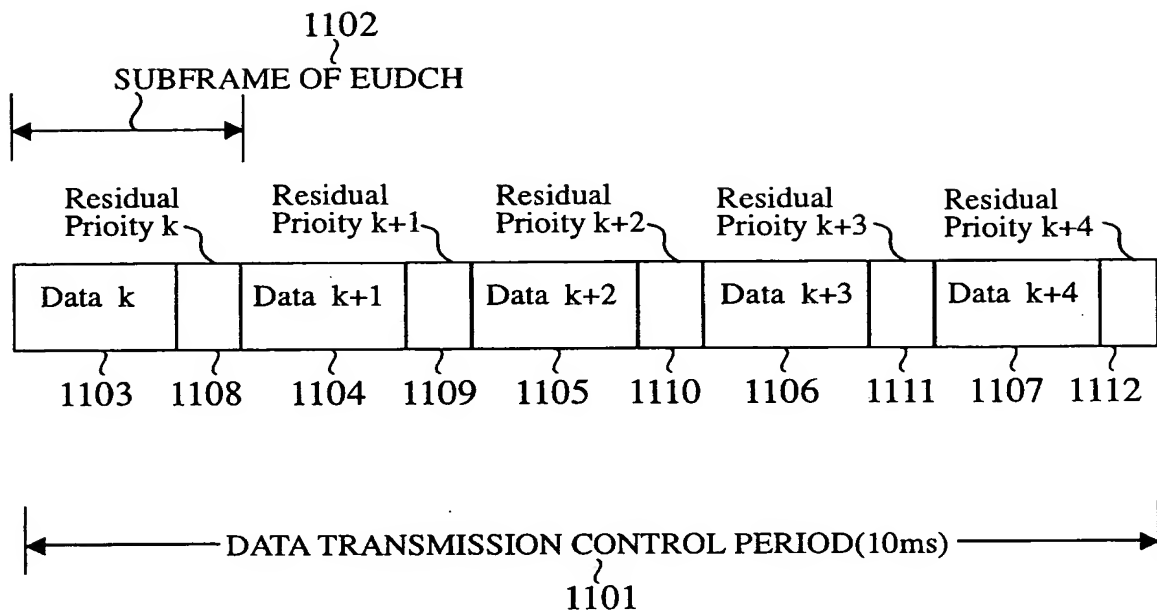 1102
SUBFRAME OF EUDCH
Residual Prioity k
Residual Prioity k+1
Residual Prioity k+2
Residual Prioity k+3
Residual Prioity k+4
Data k
Data k+1
Data k+2
Data k+3
Data k+4
1103 1108 1104 1109 1105 1110 1106 1111 1107 1112
DATA TRANSMISSION CONTROL PERIOD(10ms)
1101